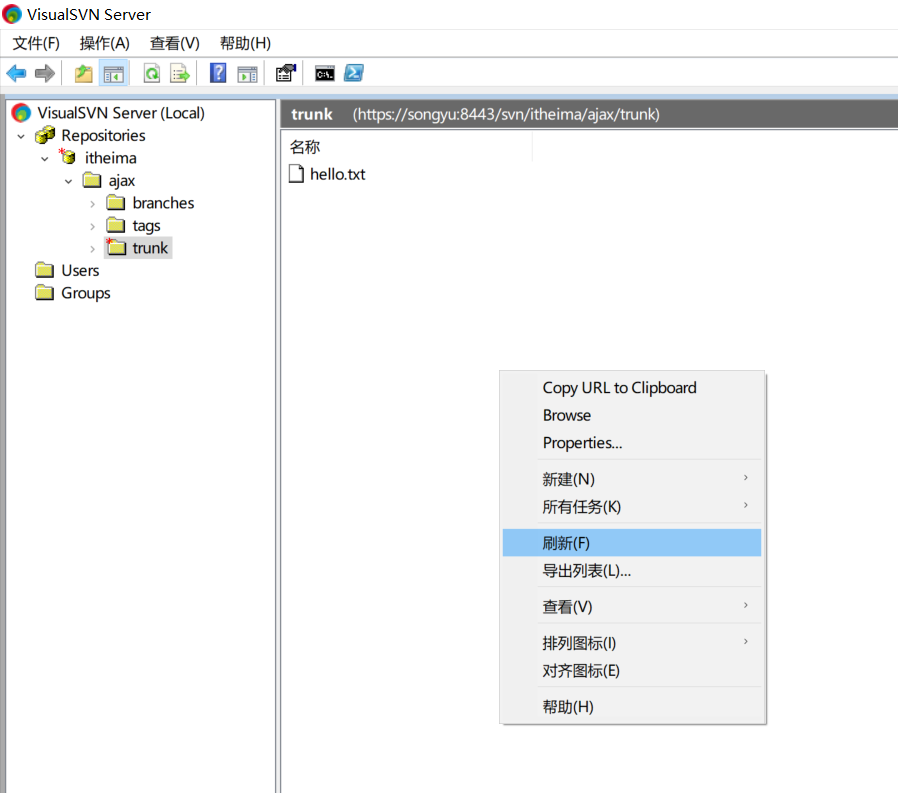 VisualSVN Server
文件(F) 操作(A) 查看(V) 帮助(H)
VisualSVN Server (Local)
Repositories
itheima
ajax
branches
tags
trunk
Users
Groups
trunk (https://songyu:8443/svn/itheima/ajax/trunk)
名称
hello.txt
Copy URL to Clipboard
Browse
Properties...
新建(N)
所有任务(K)
刷新(F)
导出列表(L)...
查看(V)
排列图标(I)
对齐图标(E)
帮助(H)